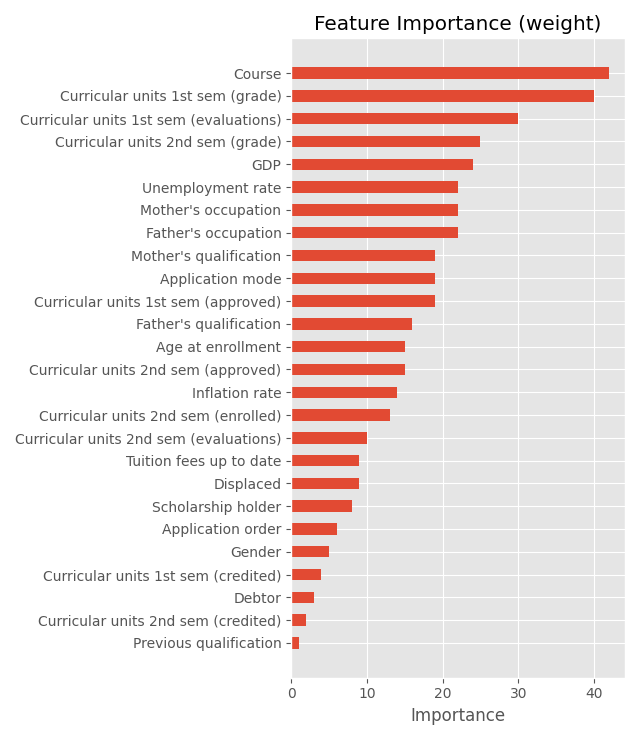 Feature Importance (weight)
Course
Curricular units 1st sem (grade)
Curricular units 1st sem (evaluations)
Curricular units 2nd sem (grade)
GDP
Unemployment rate
Mother's occupation
Father's occupation
Mother's qualification
Application mode
Curricular units 1st sem (approved)
Father's qualification
Age at enrollment
Curricular units 2nd sem (approved)
Inflation rate
Curricular units 2nd sem (enrolled)
Curricular units 2nd sem (evaluations)
Tuition fees up to date
Displaced
Scholarship holder
Application order
Gender
Curricular units 1st sem (credited)
Debtor
Curricular units 2nd sem (credited)
Previous qualification
0 10 20 30 40
Importance